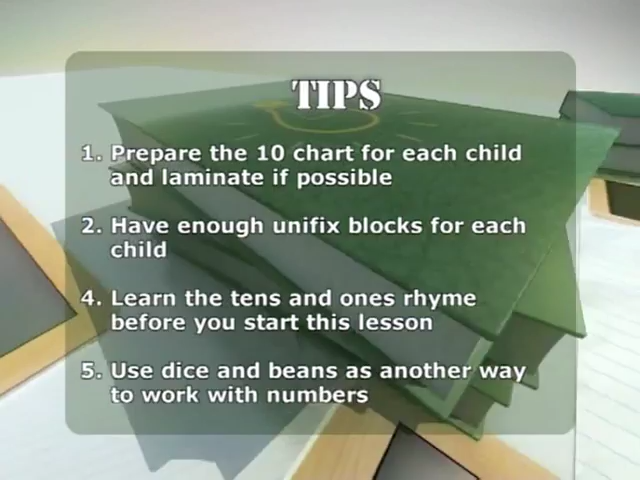 TIPS
1. Prepare the 10 chart for each child
and laminate if possible
2. Have enough unifix blocks for each
child
4. Learn the tens and ones rhyme
before you start this lesson
5. Use dice and beans as another way
to work with numbers